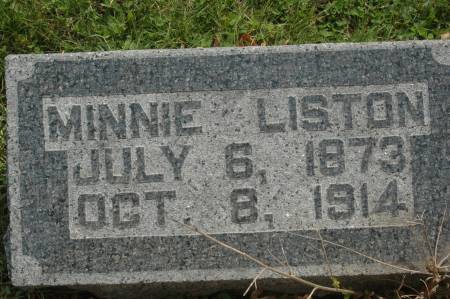 MINNIE LISTON
JULY 6, 1873
OCT. 8, 1914